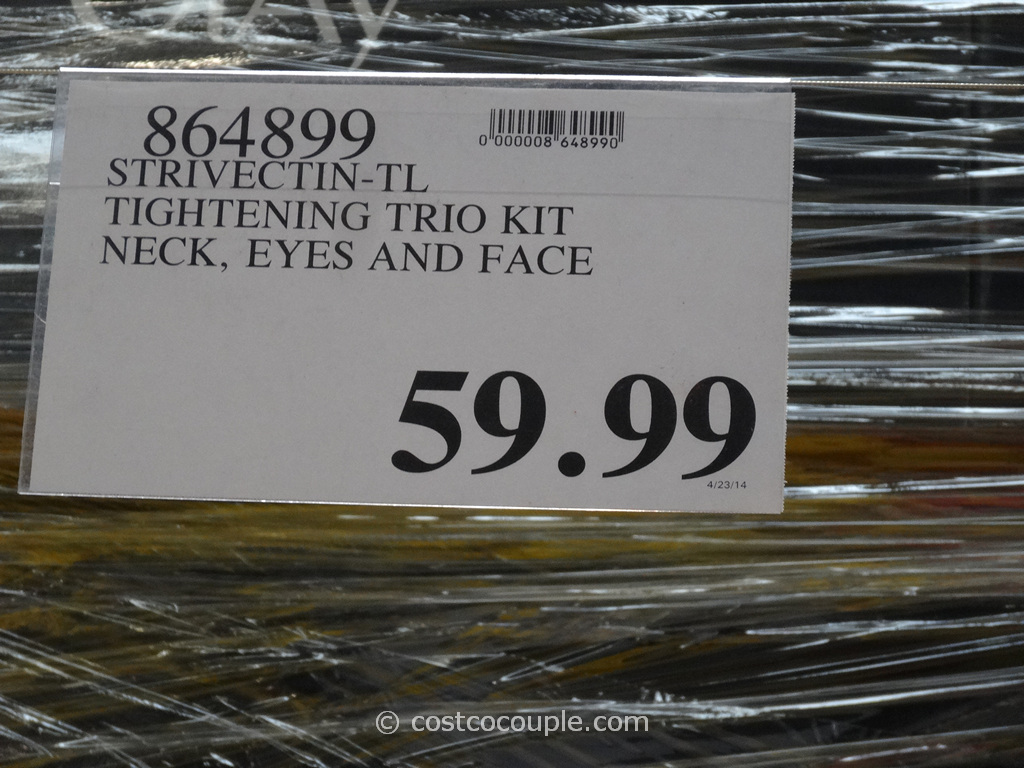 864899
0 000008 648990
STRIVECTIN-TL
TIGHTENING TRIO KIT
NECK, EYES AND FACE
59.99
4/23/14
© costcocouple.com